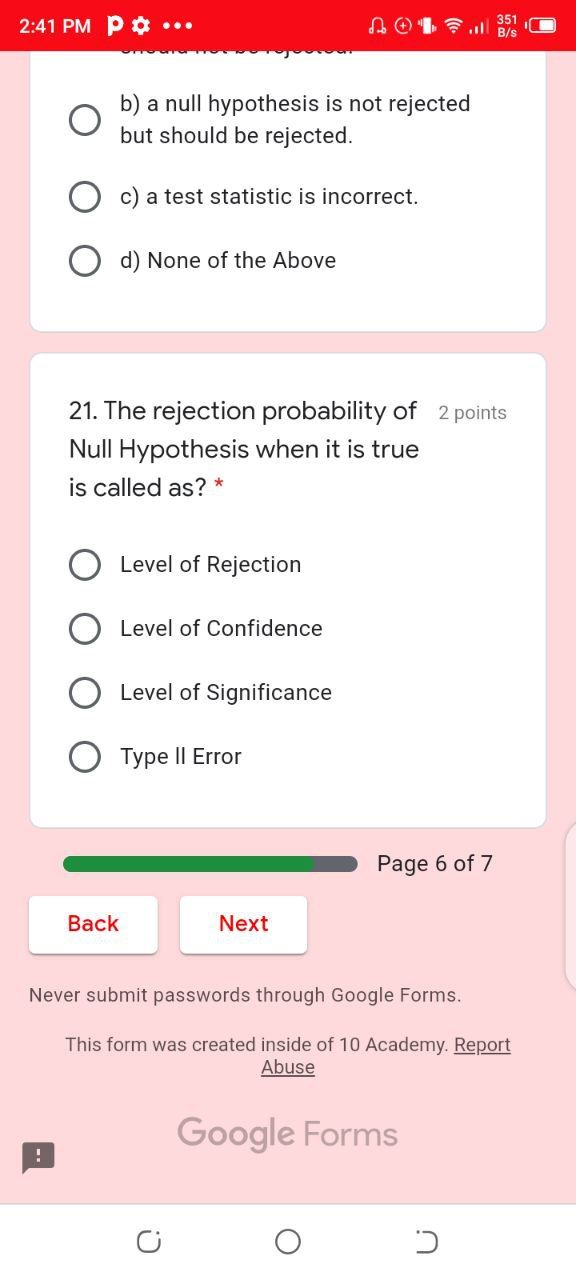 2:41 PM
351
B/s
b) a null hypothesis is not rejected
but should be rejected.
c) a test statistic is incorrect.
d) None of the Above
21. The rejection probability of 2 points
Null Hypothesis when it is true
is called as? *
Level of Rejection
Level of Confidence
Level of Significance
Type ll Error
Page 6 of 7
Back Next
Never submit passwords through Google Forms.
This form was created inside of 10 Academy. Report
Abuse
Google Forms